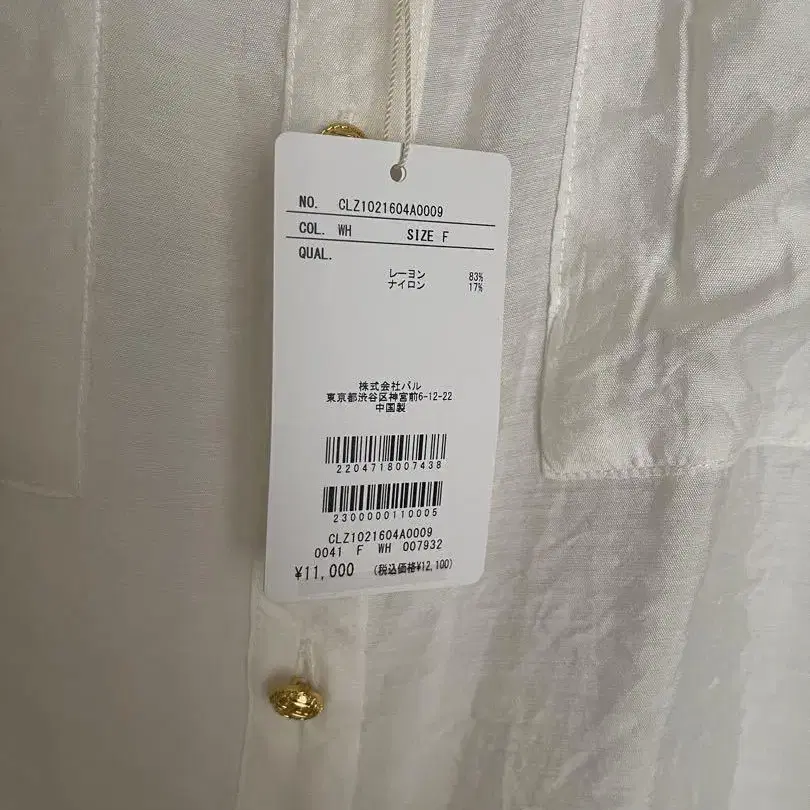 NO. CLZ1021604A0009
COL. WH SIZE F
QUAL.
レーヨン 83%
ナイロン 17%
株式会社パル
東京都渋谷区神宮前6-12-22
中国製
2204718007438
2300000110005
CLZ1021604A0009
0041 F WH 007932
¥11,000 (税込価格¥12,100)